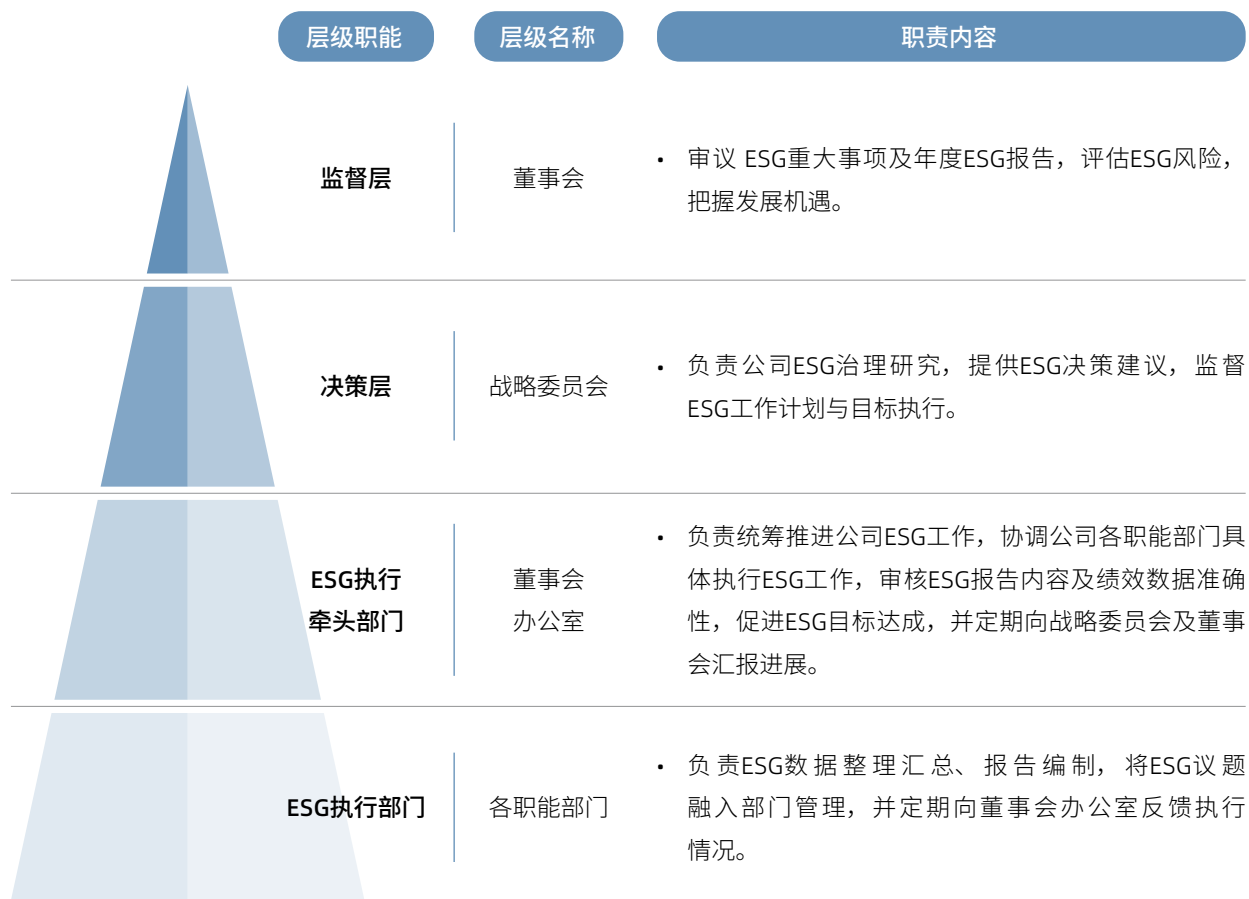 层级职能
层级名称
职责内容
监督层
董事会
• 审议 ESG重大事项及年度ESG报告，评估ESG风险，
把握发展机遇。
决策层
战略委员会
• 负责公司ESG治理研究，提供ESG决策建议，监督
ESG工作计划与目标执行。
ESG执行
牵头部门
董事会
办公室
• 负责统筹推进公司ESG工作，协调公司各职能部门具
体执行ESG工作，审核ESG报告内容及绩效数据准确
性，促进ESG目标达成，并定期向战略委员会及董事
会汇报进展。
ESG执行部门
各职能部门
• 负责ESG数据整理汇总、报告编制，将ESG议题
融入部门管理，并定期向董事会办公室反馈执行
情况。